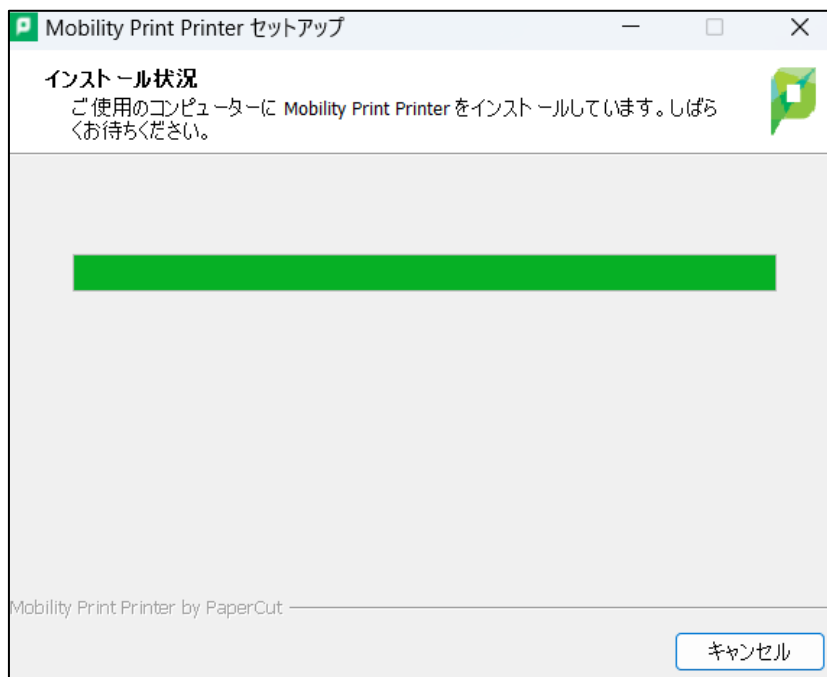 Mobility Print Printer セットアップ
インストール状況
ご使用のコンピューターに Mobility Print Printer をインストールしています。しばら
くお待ちください。
Mobility Print Printer by PaperCut
キャンセル